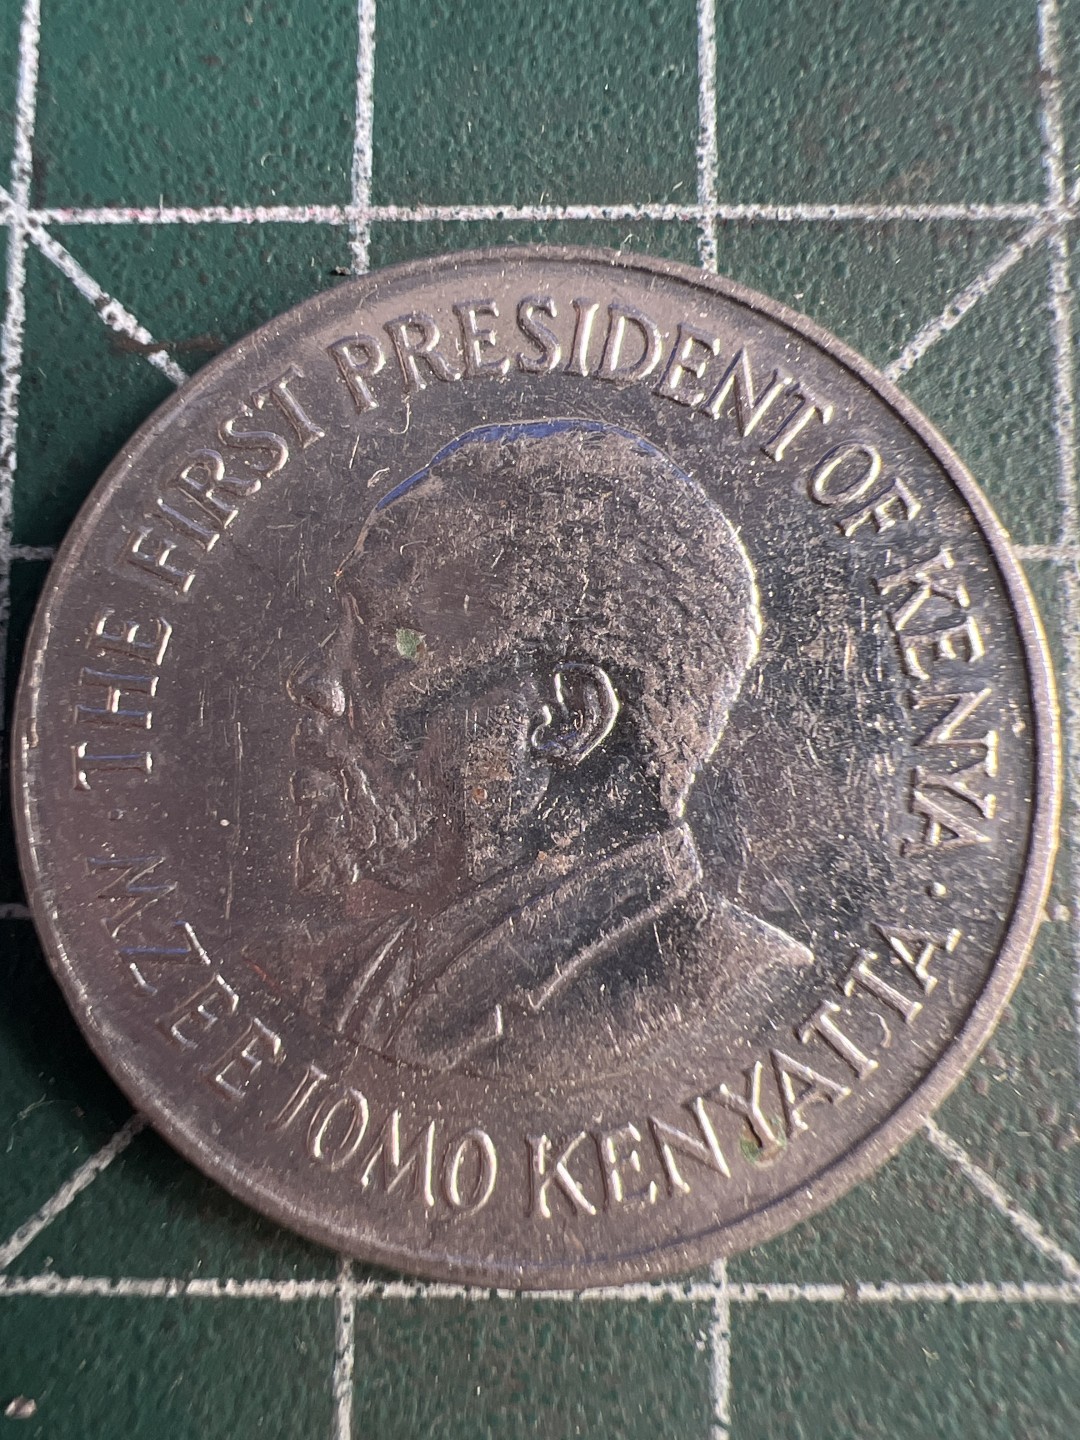 · THE FIRST PRESIDENT OF KENYA ·
MZEE JOMO KENYATTA